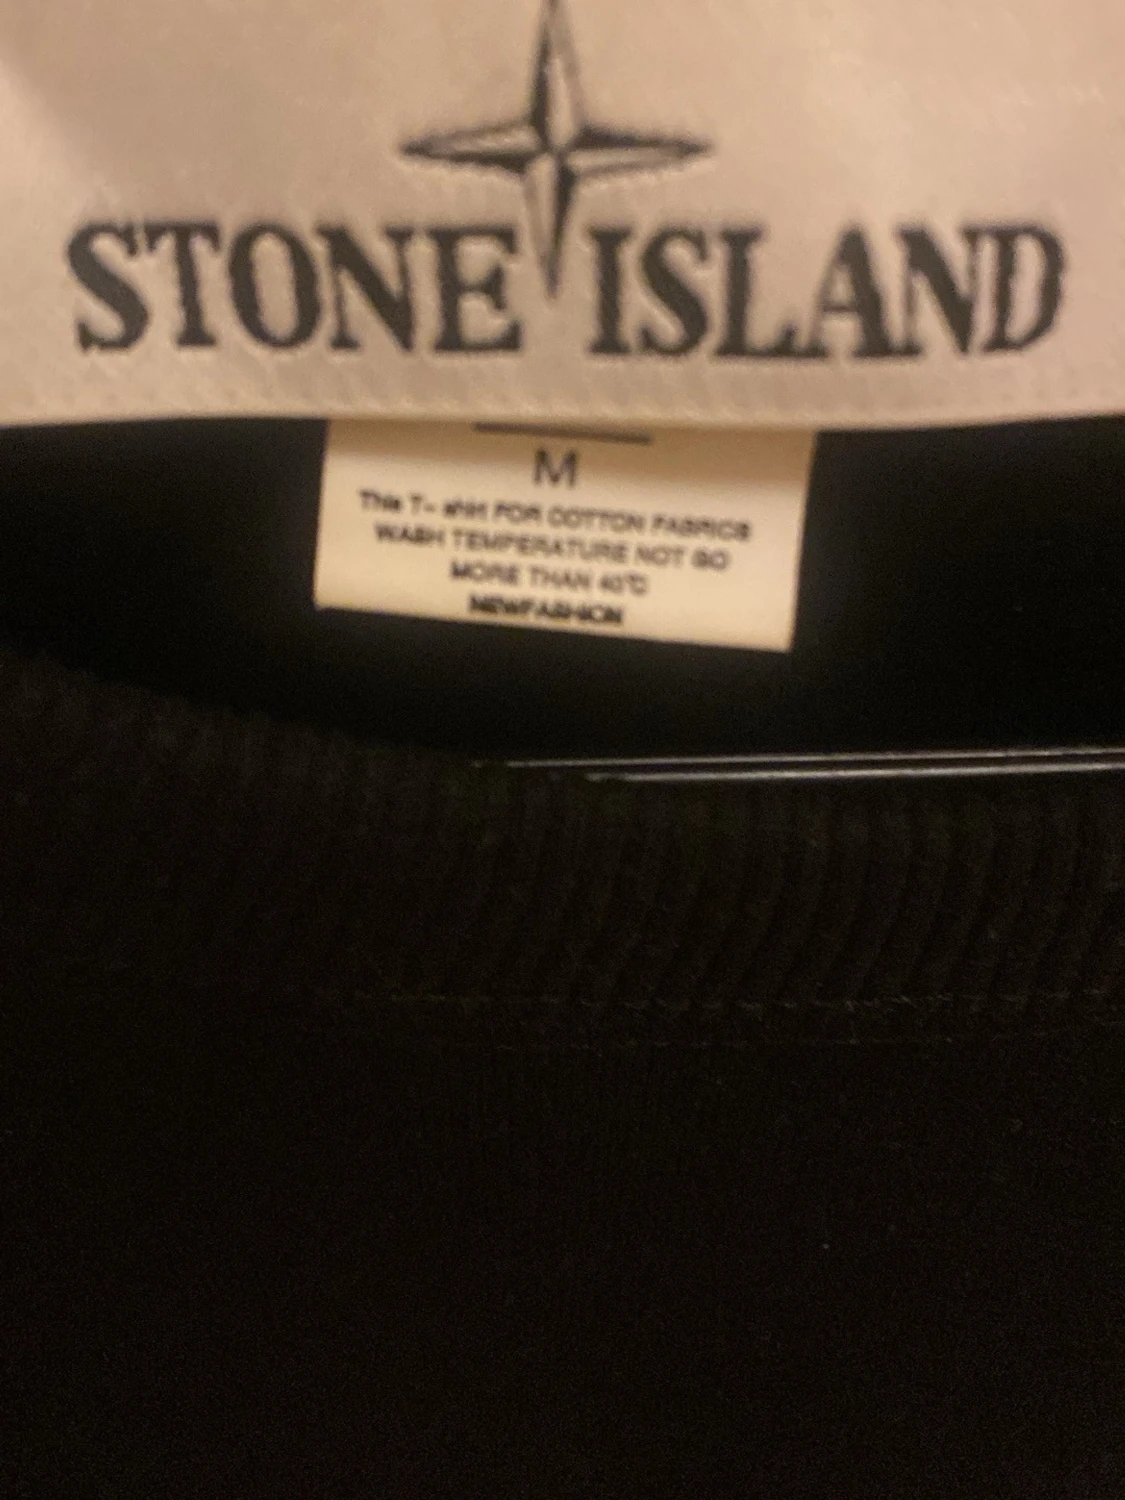 STONE ISLAND
M
This T- shirt FOR COTTON FABRICS
WASH TEMPERATURE NOT GO
MORE THAN 40℃
NEWFASHION